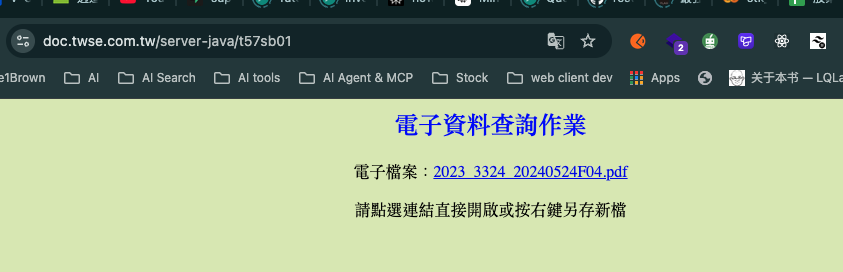 doc.twse.com.tw/server-java/t57sb01
2
e1Brown AI AI Search AI tools AI Agent & MCP Stock web client dev Apps 关于本书 — LQLa
電子資料查詢作業
電子檔案：2023_3324_20240524F04.pdf
請點選連結直接開啟或按右鍵另存新檔